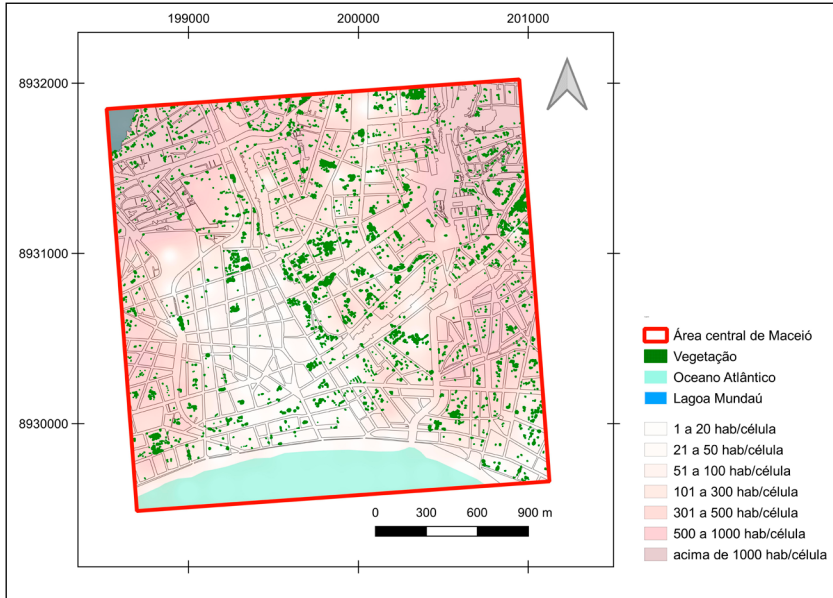 199000 200000 201000
8932000
8931000
8930000
Área central de Maceió
Vegetação
Oceano Atlântico
Lagoa Mundaú
1 a 20 hab/célula
21 a 50 hab/célula
51 a 100 hab/célula
101 a 300 hab/célula
301 a 500 hab/célula
500 a 1000 hab/célula
acima de 1000 hab/célula
0 300 600 900 m